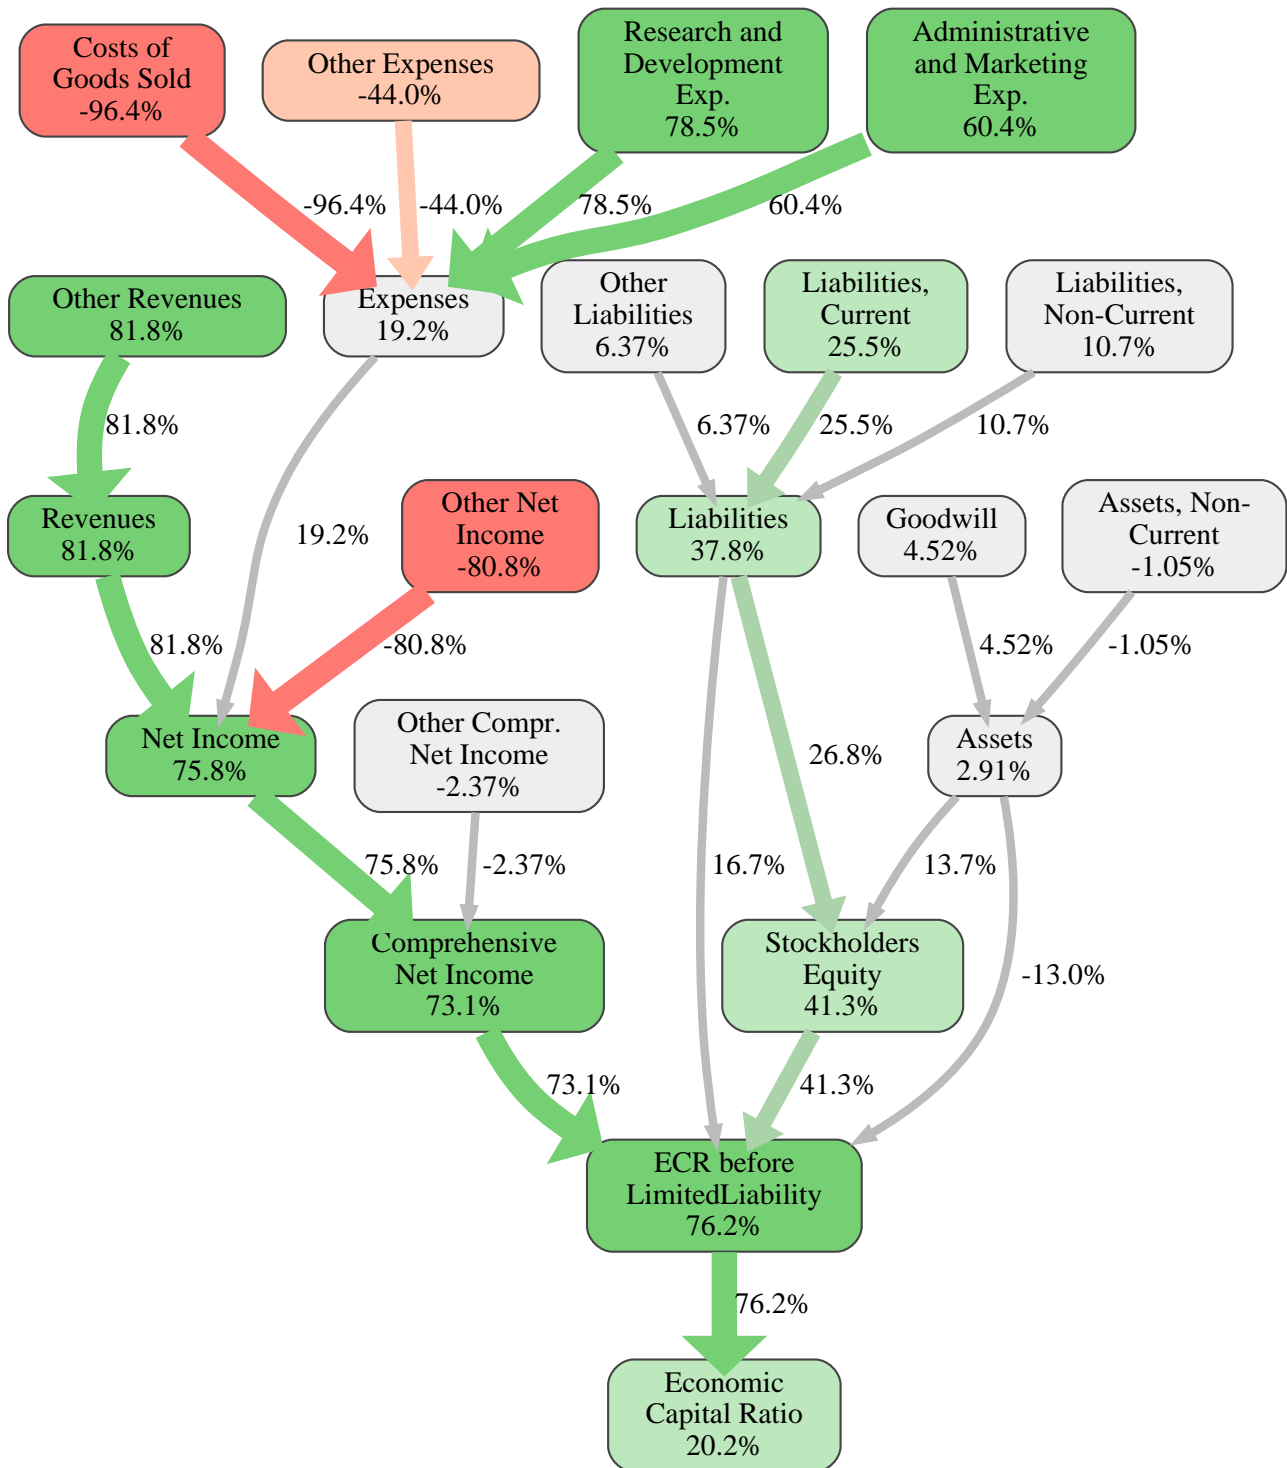 Costs of
Goods Sold
-96.4%
Other Expenses
-44.0%
Research and
Development
Exp.
78.5%
Administrative
and Marketing
Exp.
60.4%
-96.4%
-44.0%
78.5%
60.4%
Other Revenues
81.8%
Expenses
19.2%
Other
Liabilities
6.37%
Liabilities,
Current
25.5%
Liabilities,
Non-Current
10.7%
81.8%
6.37%
25.5%
10.7%
Revenues
81.8%
19.2%
Other Net
Income
-80.8%
Liabilities
37.8%
Goodwill
4.52%
Assets, Non-
Current
-1.05%
81.8%
-80.8%
4.52%
-1.05%
Net Income
75.8%
Other Compr.
Net Income
-2.37%
26.8%
Assets
2.91%
75.8%
-2.37%
16.7%
13.7%
Comprehensive
Net Income
73.1%
Stockholders
Equity
41.3%
-13.0%
73.1%
41.3%
ECR before
LimitedLiability
76.2%
76.2%
Economic
Capital Ratio
20.2%